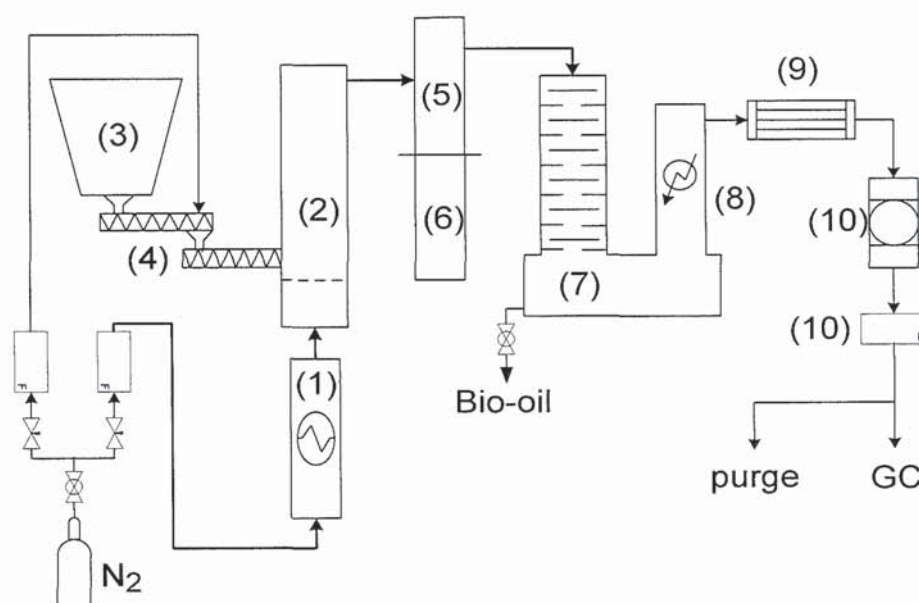 (9)
(5)
(3)
(2)
(8)
(10)
(6)
(4)
(7)
(10)
F
F
(1)
Bio-oil
purge
GC
N2